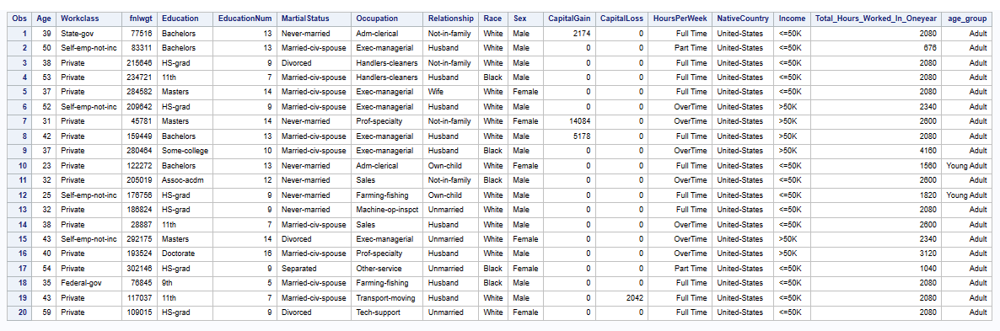 Obs Age Workclass fnlwgt Education EducationNum MartialStatus Occupation Relationship Race Sex CapitalGain CapitalLoss HoursPerWeek NativeCountry Income Total_Hours_Worked_In_Oneyear age_group
1 39 State-gov 77516 Bachelors 13 Never-married Adm-clerical Not-in-family White Male 2174 0 Full Time United-States <=50K 2080 Adult
2 50 Self-emp-not-inc 83311 Bachelors 13 Married-civ-spouse Exec-managerial Husband White Male 0 0 Part Time United-States <=50K 676 Adult
3 38 Private 215646 HS-grad 9 Divorced Handlers-cleaners Not-in-family White Male 0 0 Full Time United-States <=50K 2080 Adult
4 53 Private 234721 11th 7 Married-civ-spouse Handlers-cleaners Husband Black Male 0 0 Full Time United-States <=50K 2080 Adult
5 37 Private 284582 Masters 14 Married-civ-spouse Exec-managerial Wife White Female 0 0 Full Time United-States <=50K 2080 Adult
6 52 Self-emp-not-inc 209642 HS-grad 9 Married-civ-spouse Exec-managerial Husband White Male 0 0 OverTime United-States >50K 2340 Adult
7 31 Private 45781 Masters 14 Never-married Prof-specialty Not-in-family White Female 14084 0 OverTime United-States >50K 2600 Adult
8 42 Private 159449 Bachelors 13 Married-civ-spouse Exec-managerial Husband White Male 5178 0 Full Time United-States >50K 2080 Adult
9 37 Private 280464 Some-college 10 Married-civ-spouse Exec-managerial Husband Black Male 0 0 OverTime United-States >50K 4160 Adult
10 23 Private 122272 Bachelors 13 Never-married Adm-clerical Own-child White Female 0 0 Full Time United-States <=50K 1560 Young Adult
11 32 Private 205019 Assoc-acdm 12 Never-married Sales Not-in-family Black Male 0 0 OverTime United-States <=50K 2600 Adult
12 25 Self-emp-not-inc 176756 HS-grad 9 Never-married Farming-fishing Own-child White Male 0 0 Full Time United-States <=50K 1820 Young Adult
13 32 Private 186824 HS-grad 9 Never-married Machine-op-inspct Unmarried White Male 0 0 Full Time United-States <=50K 2080 Adult
14 38 Private 28887 11th 7 Married-civ-spouse Sales Husband White Male 0 0 OverTime United-States <=50K 2600 Adult
15 43 Self-emp-not-inc 292175 Masters 14 Divorced Exec-managerial Unmarried White Female 0 0 OverTime United-States >50K 2340 Adult
16 40 Private 193524 Doctorate 16 Married-civ-spouse Prof-specialty Husband White Male 0 0 OverTime United-States >50K 3120 Adult
17 54 Private 302146 HS-grad 9 Separated Other-service Unmarried Black Female 0 0 Part Time United-States <=50K 1040 Adult
18 35 Federal-gov 76845 9th 5 Married-civ-spouse Farming-fishing Husband Black Male 0 0 Full Time United-States <=50K 2080 Adult
19 43 Private 117037 11th 7 Married-civ-spouse Transport-moving Husband White Male 0 2042 Full Time United-States <=50K 2080 Adult
20 59 Private 109015 HS-grad 9 Divorced Tech-support Unmarried White Female 0 0 Full Time United-States <=50K 2080 Adult